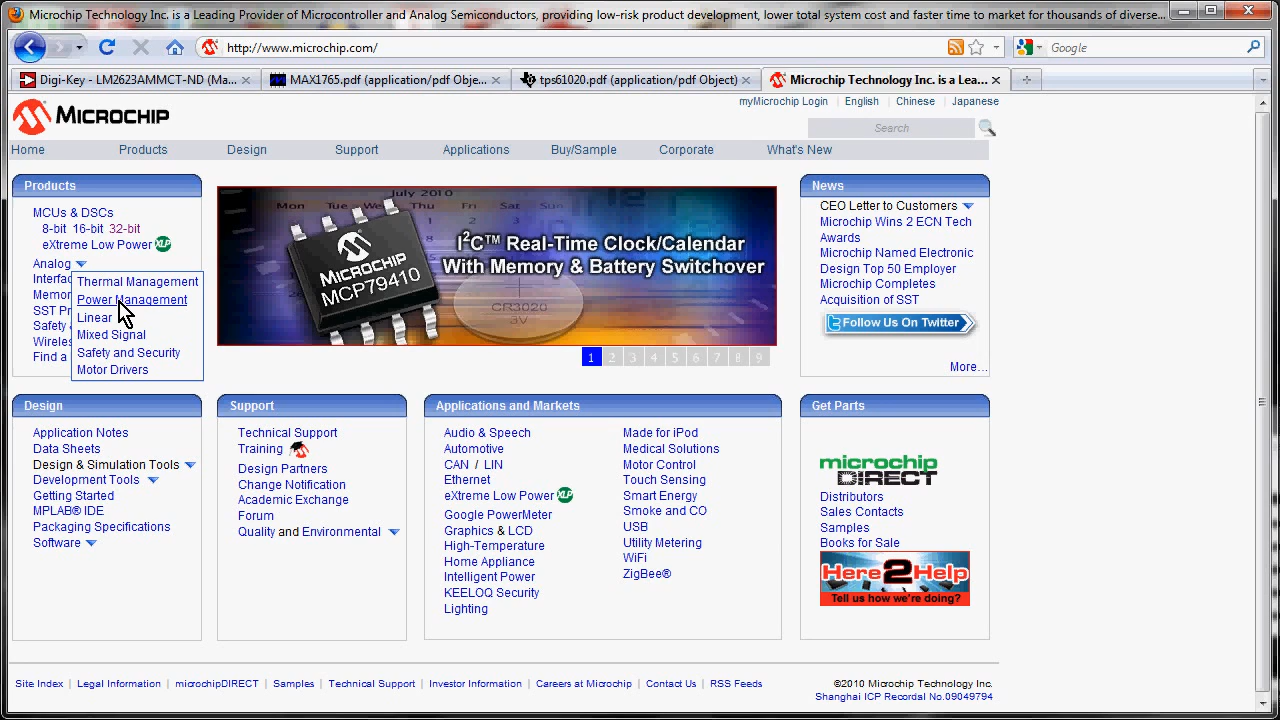 Microchip Technology Inc. is a Leading Provider of Microcontroller and Analog Semiconductors, providing low-risk product development, lower total system cost and faster time to market for thousands of diverse...
http://www.microchip.com/
Google
Digi-Key - LM2623AMMCT-ND (Ma...
MAX1765.pdf (application/pdf Obje...
tps61020.pdf (application/pdf Object)
Microchip Technology Inc. is a Lea...
MICROCHIP
myMicrochip Login | English | Chinese | Japanese
Search
Home Products Design Support Applications Buy/Sample Corporate What's New
Products
MCUs & DSCs
8-bit 16-bit 32-bit
eXtreme Low Power XLP
Analog
Interfac
Memor
SST Pr
Safety
Wireles
Find a
Thermal Management
Power Management
Linear
Mixed Signal
Safety and Security
Motor Drivers
July 2010
Mon Tue Wed Thu Fri Sat Sun
MICROCHIP
MCP79410
I²C™ Real-Time Clock/Calendar
With Memory & Battery Switchover
CR3020
3V
1 2 3 4 5 6 7 8 9
News
CEO Letter to Customers
Microchip Wins 2 ECN Tech
Awards
Microchip Named Electronic
Design Top 50 Employer
Microchip Completes
Acquisition of SST
Follow Us On Twitter
More...
Design
Application Notes
Data Sheets
Design & Simulation Tools
Development Tools
Getting Started
MPLAB® IDE
Packaging Specifications
Software
Support
Technical Support
Training
Design Partners
Change Notification
Academic Exchange
Forum
Quality and Environmental
Applications and Markets
Audio & Speech
Automotive
CAN / LIN
Ethernet
eXtreme Low Power XLP
Google PowerMeter
Graphics & LCD
High-Temperature
Home Appliance
Intelligent Power
KEELOQ Security
Lighting
Made for iPod
Medical Solutions
Motor Control
Touch Sensing
Smart Energy
Smoke and CO
USB
Utility Metering
WiFi
ZigBee®
Get Parts
microchip
DIRECT
Distributors
Sales Contacts
Samples
Books for Sale
Here2Help
Tell us how we're doing?
Site Index | Legal Information | microchipDIRECT | Samples | Technical Support | Investor Information | Careers at Microchip | Contact Us | RSS Feeds
©2010 Microchip Technology Inc.
Shanghai ICP Recordal No.09049794